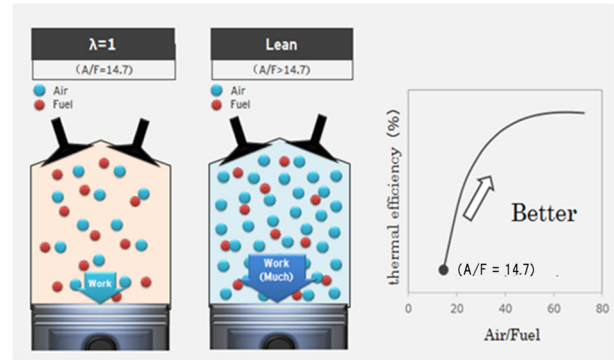 λ=1
(A/F=14.7)
Air
Fuel
Work
Lean
(A/F>14.7)
Air
Fuel
Work
(Much)
thermal efficiency (%)
Better
(A/F = 14.7)
0 20 40 60 80
Air/Fuel